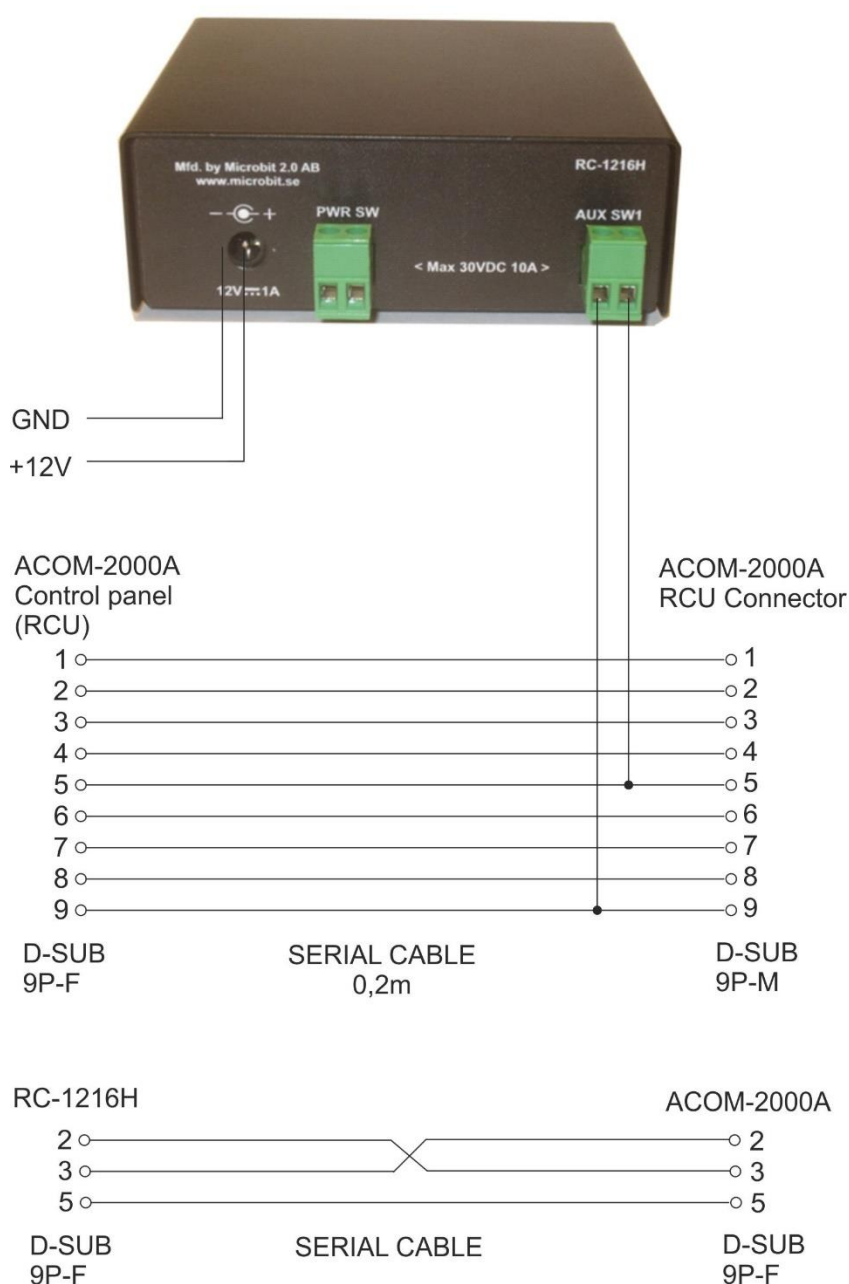 Mfd. by Microbit 2.0 AB
www.microbit.se
RC-1216H
- +
PWR SW
AUX SW1
< Max 30VDC 10A >
12V⎓1A
GND
+12V
ACOM-2000A
Control panel
(RCU)
ACOM-2000A
RCU Connector
1 1
2 2
3 3
4 4
5 5
6 6
7 7
8 8
9 9
D-SUB
9P-F
SERIAL CABLE
0,2m
D-SUB
9P-M
RC-1216H
ACOM-2000A
2 2
3 3
5 5
D-SUB
9P-F
SERIAL CABLE
D-SUB
9P-F